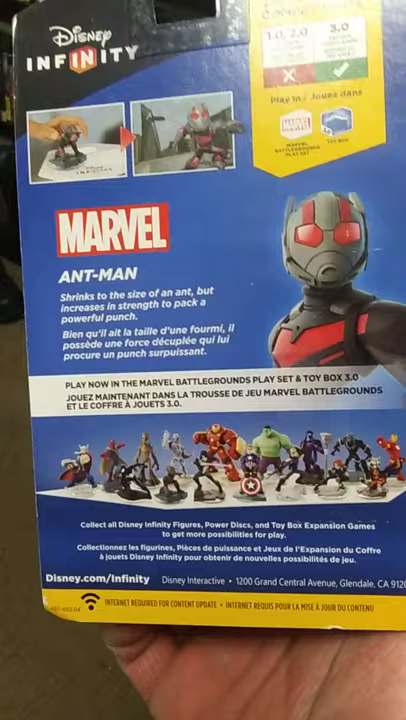 Disney
INFINITY
1.0, 2.0 3.0
Play in / Jouez dans
MARVEL
MARVEL BATTLEGROUNDS PLAY SET
TOY BOX
MARVEL
ANT-MAN
Shrinks to the size of an ant, but
increases in strength to pack a
powerful punch.
Bien qu'il ait la taille d'une fourmi, il
possède une force décuplée qui lui
procure un punch surpuissant.
PLAY NOW IN THE MARVEL BATTLEGROUNDS PLAY SET & TOY BOX 3.0
JOUEZ MAINTENANT DANS LA TROUSSE DE JEU MARVEL BATTLEGROUNDS
ET LE COFFRE À JOUETS 3.0.
Collect all Disney Infinity Figures, Power Discs, and Toy Box Expansion Games
to get more possibilities for play.
Collectionnez les figurines, Pièces de puissance et Jeux de l'Expansion du Coffre
à jouets Disney Infinity pour obtenir de nouvelles possibilités de jeu.
Disney.com/Infinity Disney Interactive • 1200 Grand Central Avenue, Glendale, CA 9120
INTERNET REQUIRED FOR CONTENT UPDATE • INTERNET REQUIS POUR LA MISE À JOUR DU CONTENU